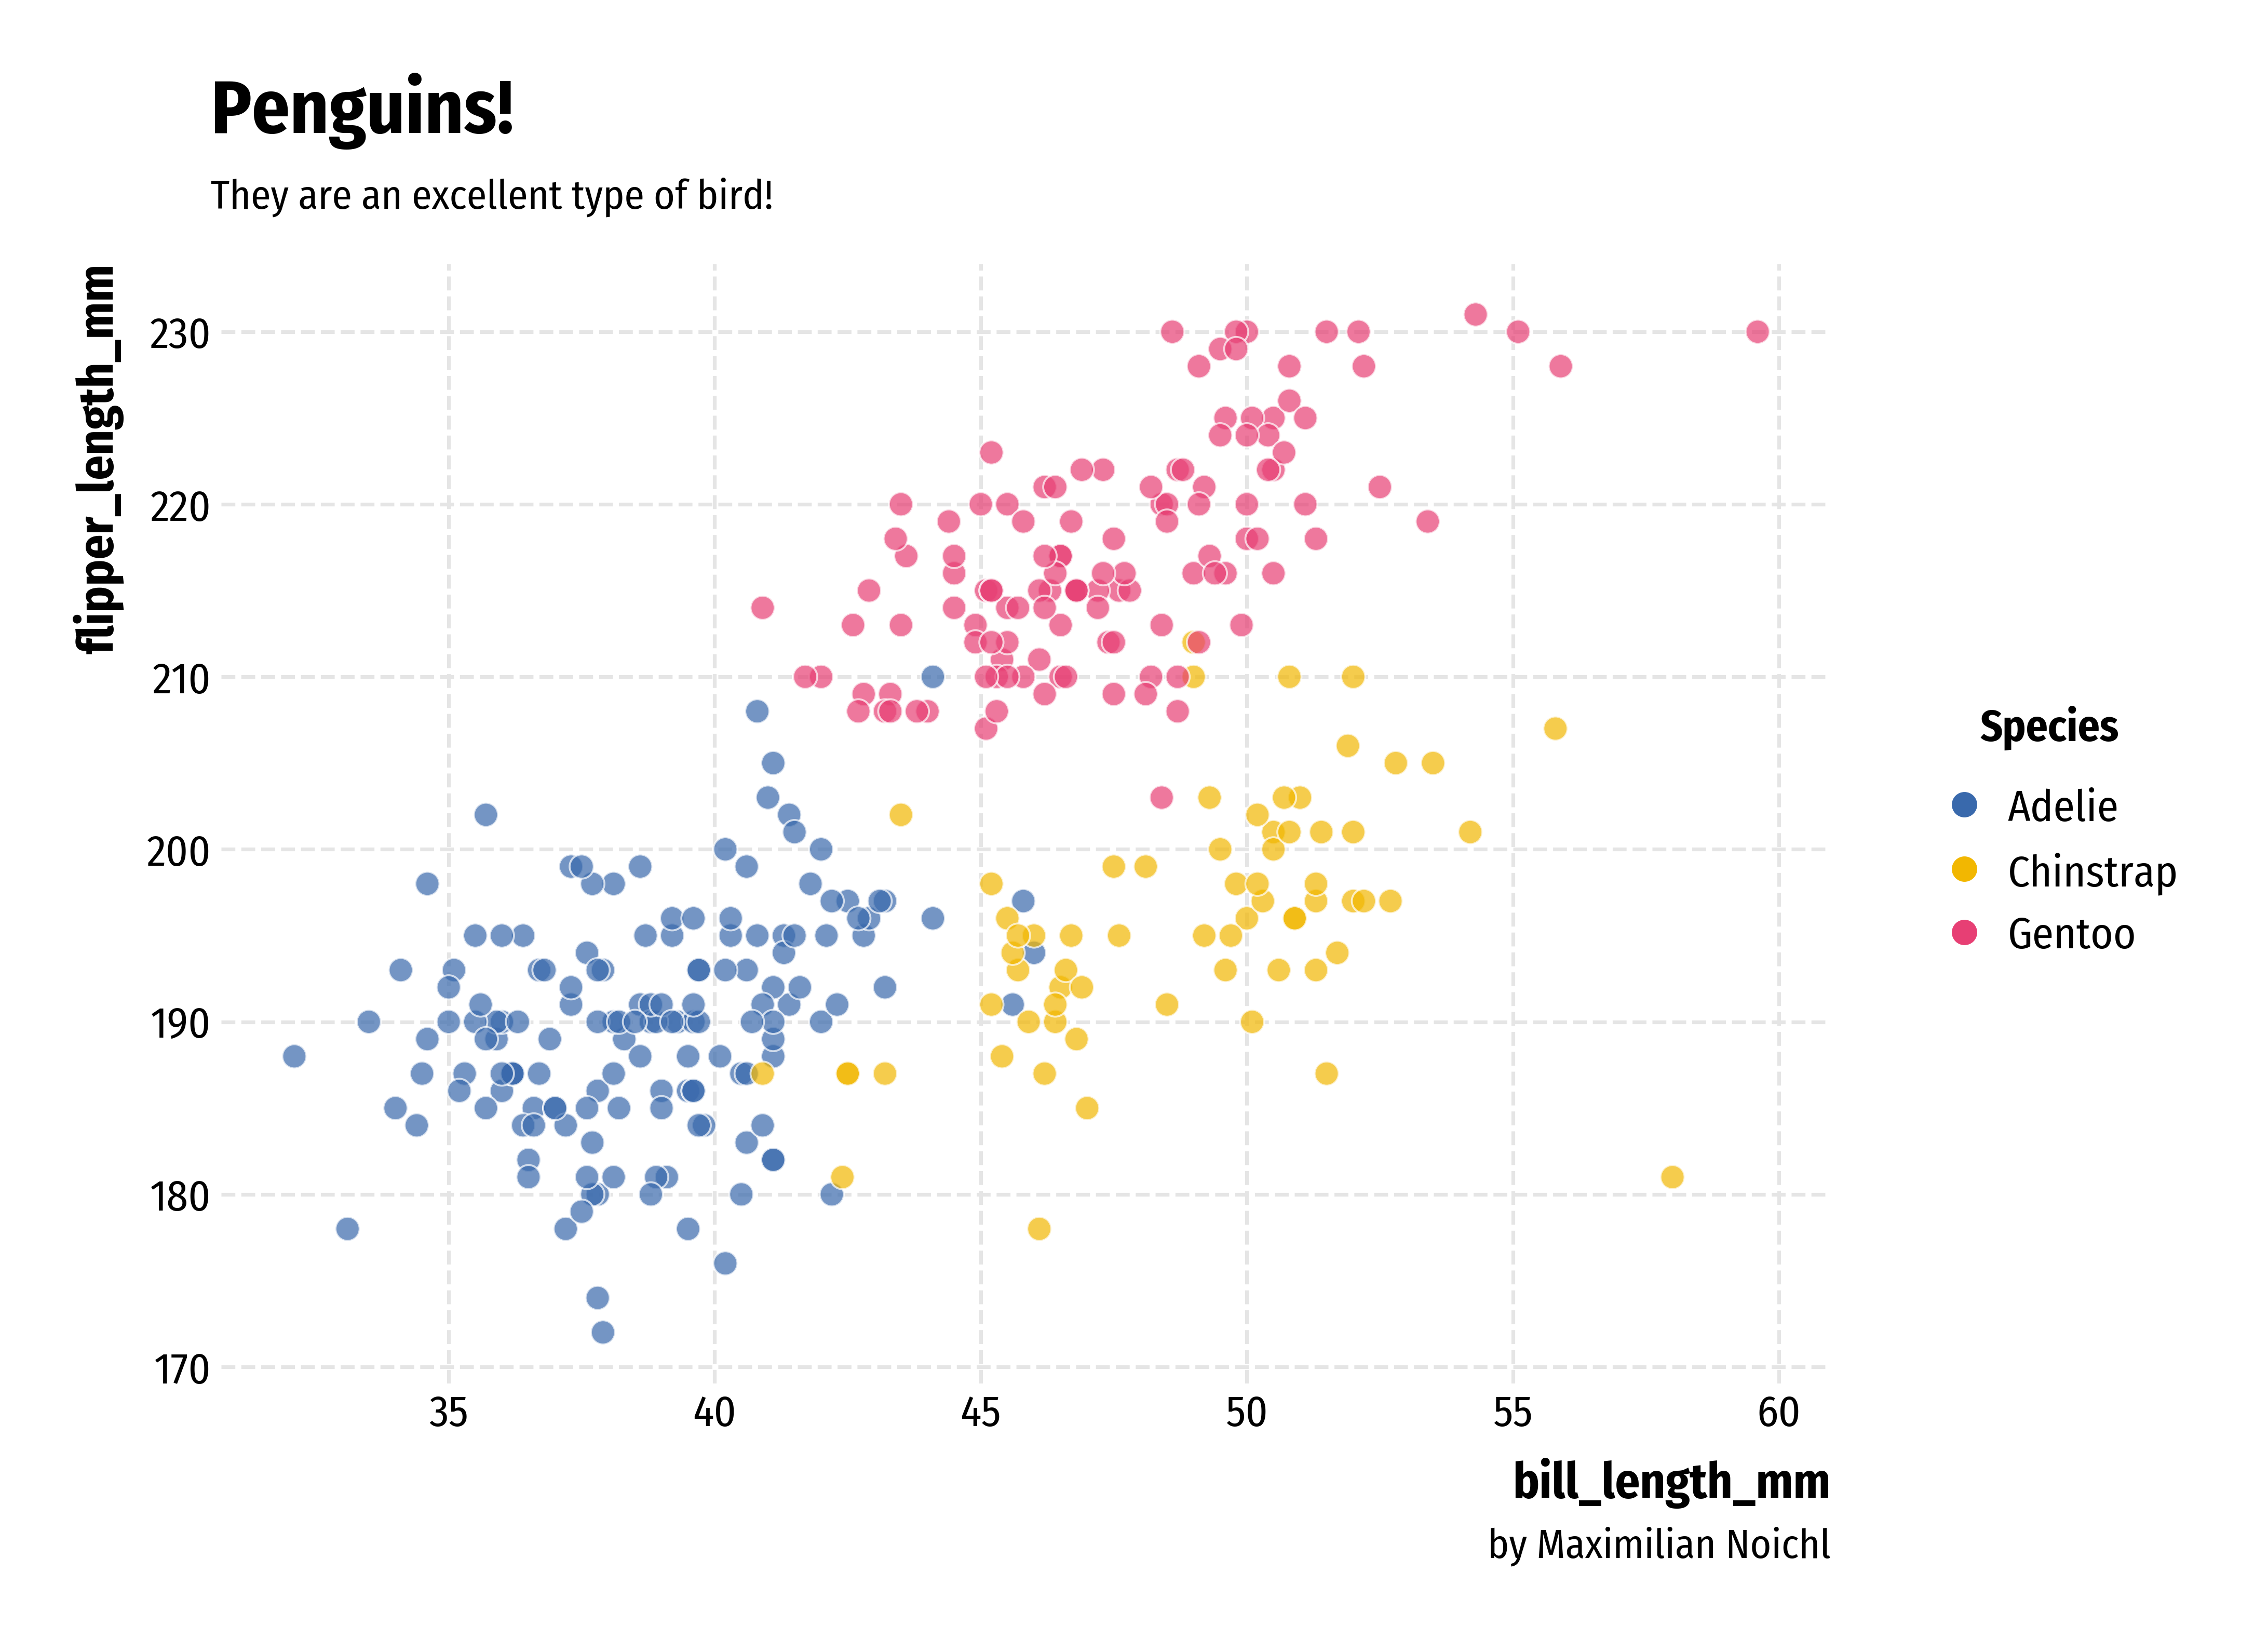 Penguins!
They are an excellent type of bird!
flipper_length_mm
230
220
210
200
190
180
170
35 40 45 50 55 60
bill_length_mm
by Maximilian Noichl
Species
Adelie
Chinstrap
Gentoo